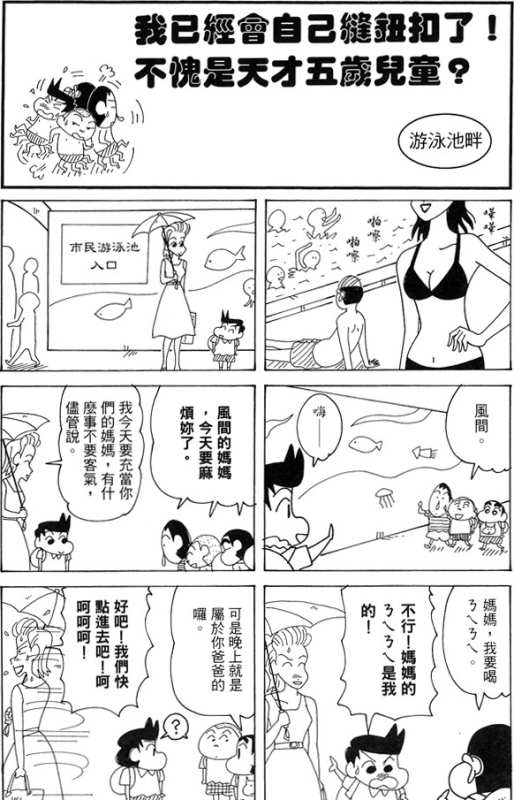 我已經會自己縫鈕扣了！
不愧是天才五歲兒童？
游泳池畔
嘩嘩
啪嚓
啪嚓
市民游泳池
入口
風間。
嗨——
風間的媽媽
，今天要麻
煩妳了。
我今天要充當你
們的媽媽，有什
麼事不要客氣，
儘管說。
媽媽，我要喝
ㄋㄟㄋㄟ。
不行！媽媽的
ㄋㄟㄋㄟ是我
的！
可是晚上就是
屬於你爸爸的
囉。
？
好吧！我們快
點進去吧！呵
呵呵呵！